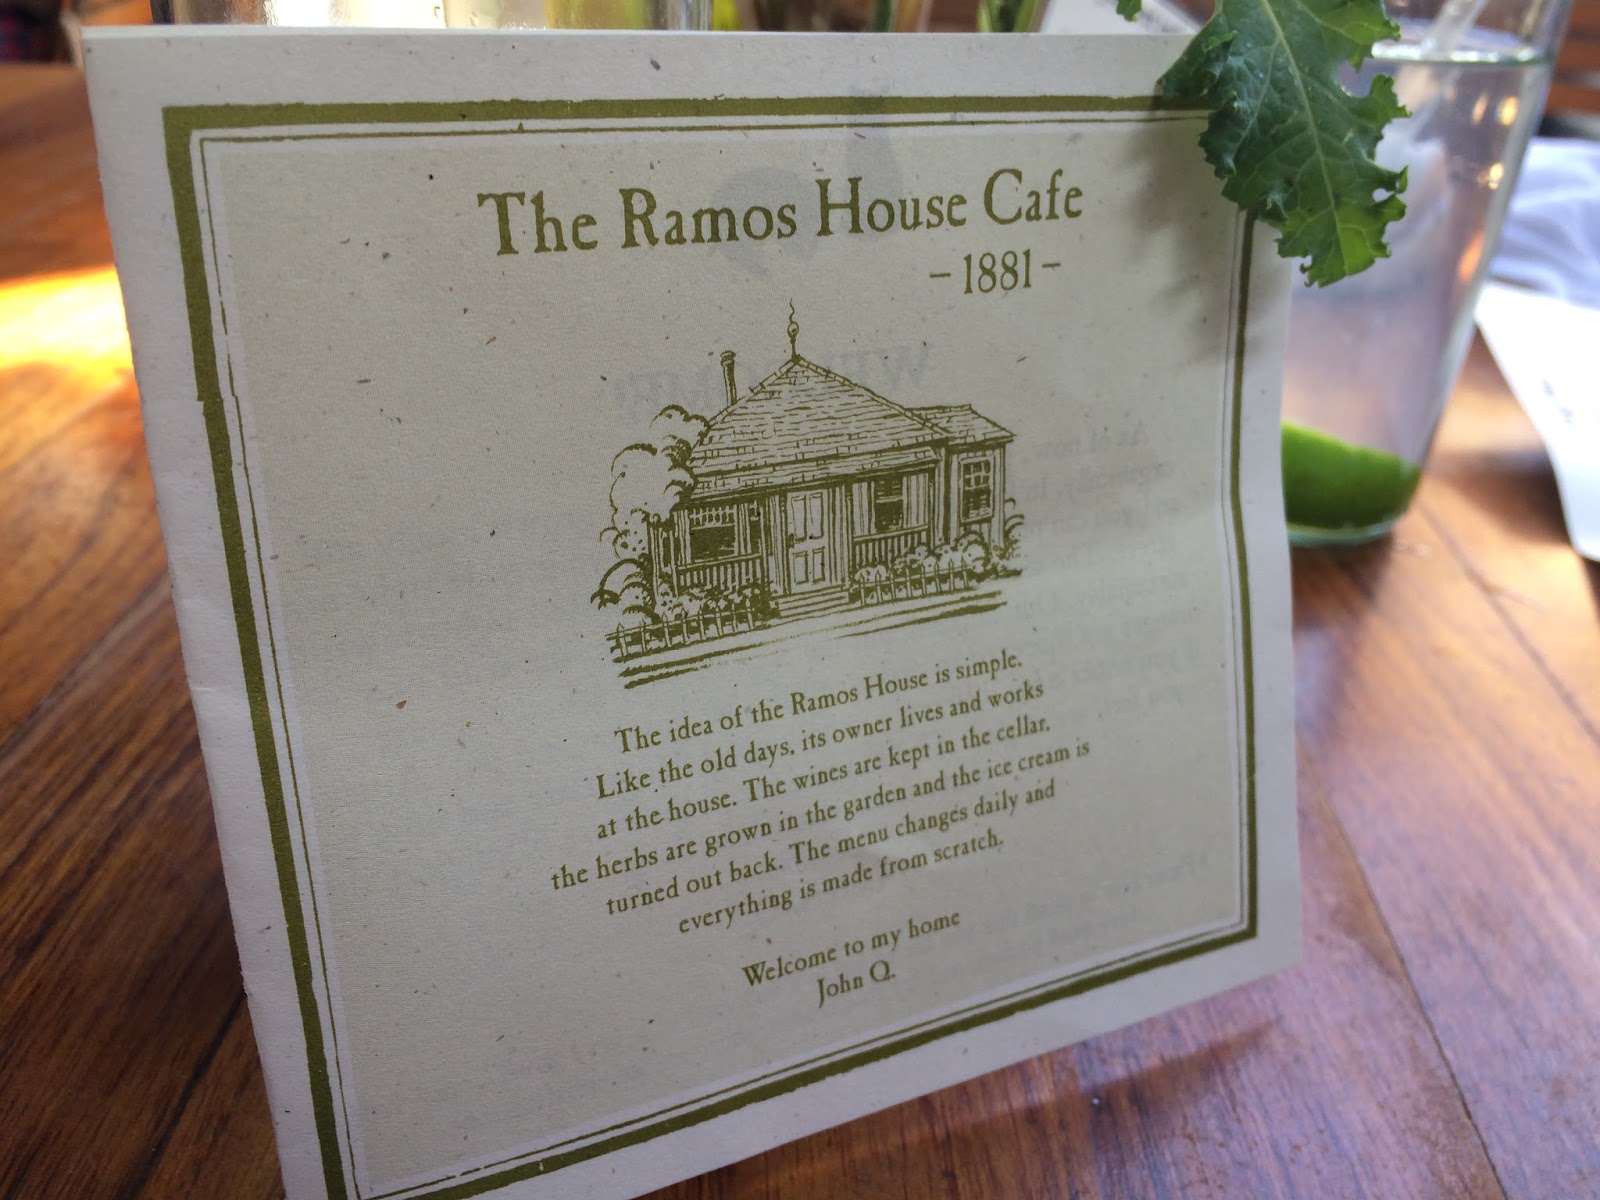 The Ramos House Cafe
– 1881 –
The idea of the Ramos House is simple.
Like the old days, its owner lives and works
at the house. The wines are kept in the cellar,
the herbs are grown in the garden and the ice cream is
turned out back. The menu changes daily and
everything is made from scratch.
Welcome to my home
John Q.